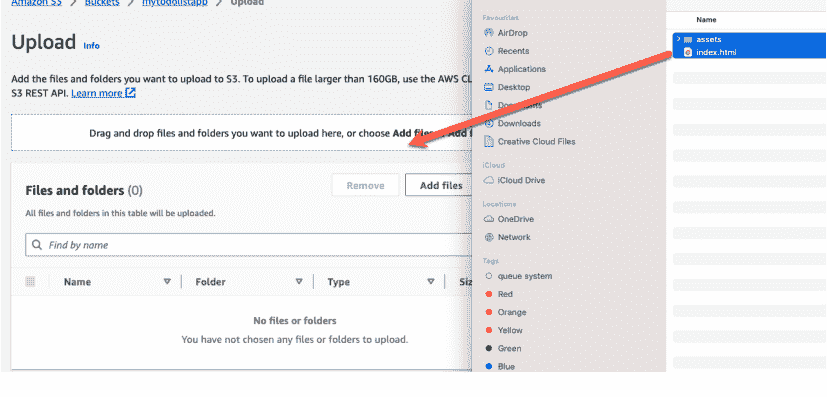 Amazon S3 > Buckets > mytodolistapp > Upload
Upload Info
Add the files and folders you want to upload to S3. To upload a file larger than 160GB, use the AWS CL
S3 REST API. Learn more
Drag and drop files and folders you want to upload here, or choose Add files
Files and folders (0)
Remove
Add files
All files and folders in this table will be uploaded.
Find by name
Name
Folder
Type
Siz
No files or folders
You have not chosen any files or folders to upload.
Favourites
AirDrop
Recents
Applications
Desktop
Documents
Downloads
Creative Cloud Files
iCloud
iCloud Drive
Locations
OneDrive
Network
Tags
queue system
Red
Orange
Yellow
Green
Blue
Name
assets
index.html